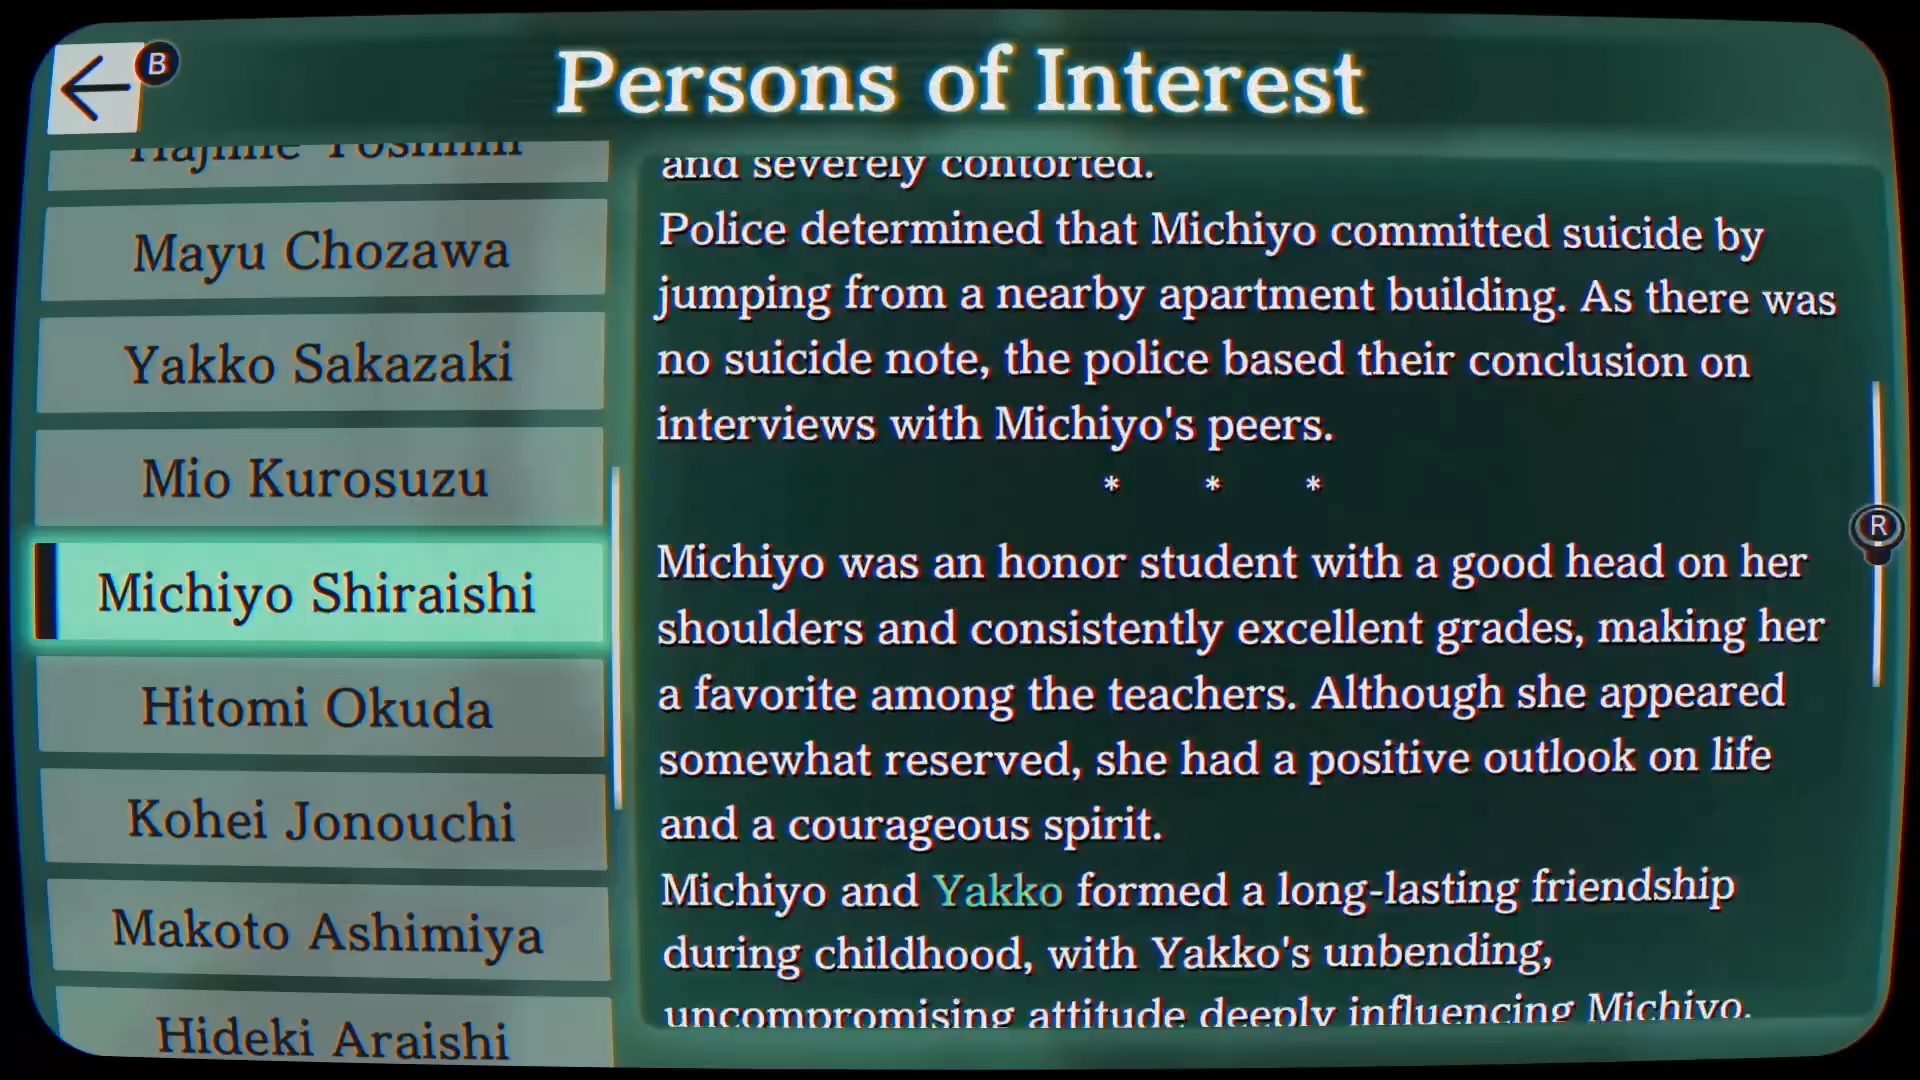 B
Persons of Interest
Mayu Chozawa
Yakko Sakazaki
Mio Kurosuzu
Michiyo Shiraishi
Hitomi Okuda
Kohei Jonouchi
Makoto Ashimiya
Hideki Araishi
and severely contorted.
Police determined that Michiyo committed suicide by
jumping from a nearby apartment building. As there was
no suicide note, the police based their conclusion on
interviews with Michiyo's peers.
* * *
Michiyo was an honor student with a good head on her
shoulders and consistently excellent grades, making her
a favorite among the teachers. Although she appeared
somewhat reserved, she had a positive outlook on life
and a courageous spirit.
Michiyo and Yakko formed a long-lasting friendship
during childhood, with Yakko's unbending,
uncompromising attitude deeply influencing Michiyo.
R